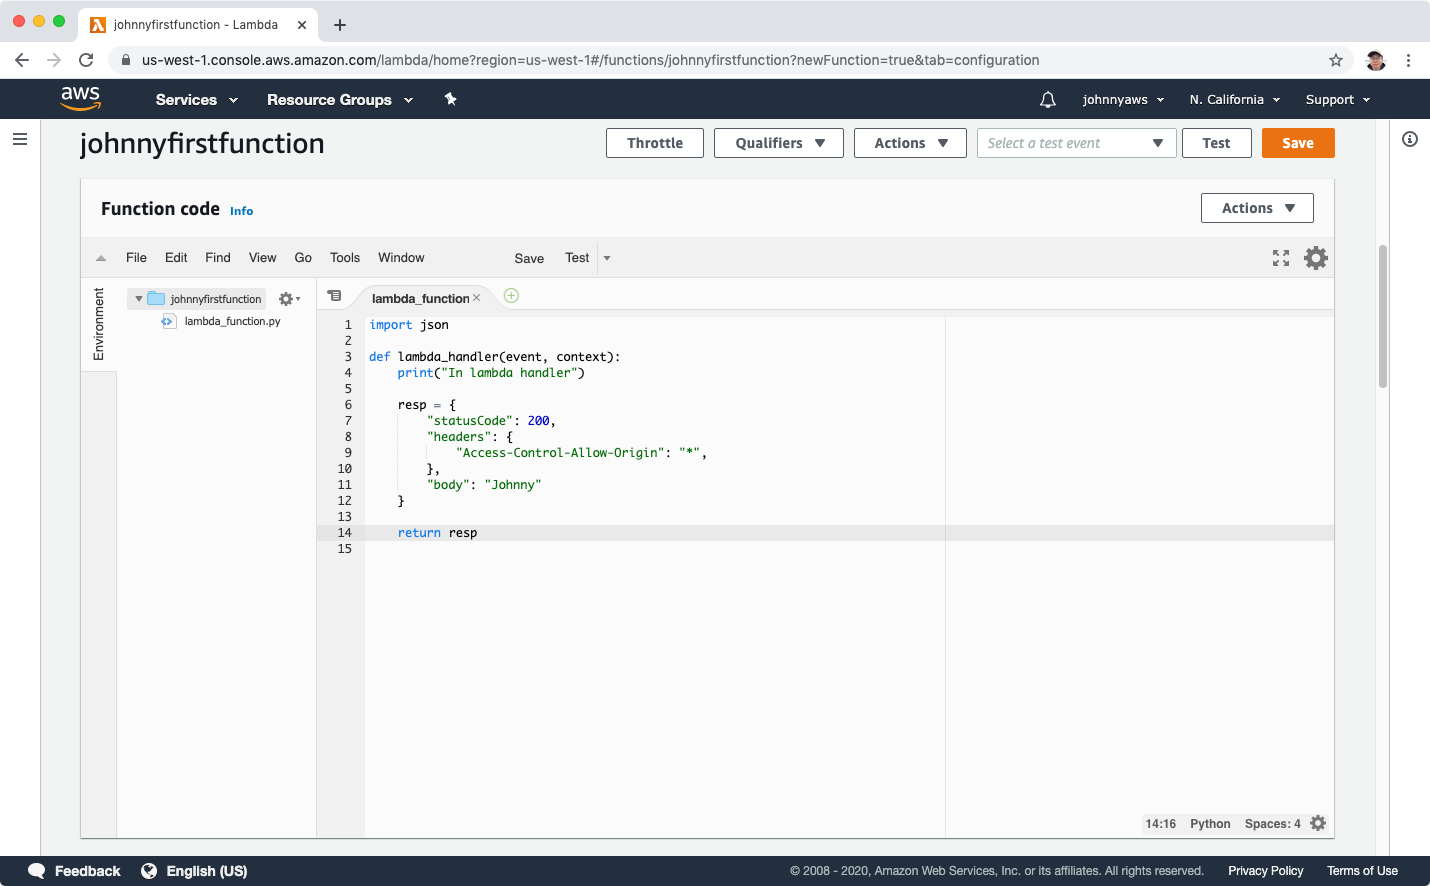 johnnyfirstfunction - Lambda
us-west-1.console.aws.amazon.com/lambda/home?region=us-west-1#/functions/johnnyfirstfunction?newFunction=true&tab=configuration
aws Services Resource Groups johnnyaws N. California Support
johnnyfirstfunction Throttle Qualifiers Actions Select a test event Test Save
Function code Info Actions
File Edit Find View Go Tools Window Save Test
Environment
johnnyfirstfunction
lambda_function.py
lambda_function
1 import json
2
3 def lambda_handler(event, context):
4     print("In lambda handler")
5
6     resp = {
7         "statusCode": 200,
8         "headers": {
9             "Access-Control-Allow-Origin": "*",
10         },
11         "body": "Johnny"
12     }
13
14     return resp
15
14:16 Python Spaces: 4
Feedback English (US) © 2008 - 2020, Amazon Web Services, Inc. or its affiliates. All rights reserved. Privacy Policy Terms of Use